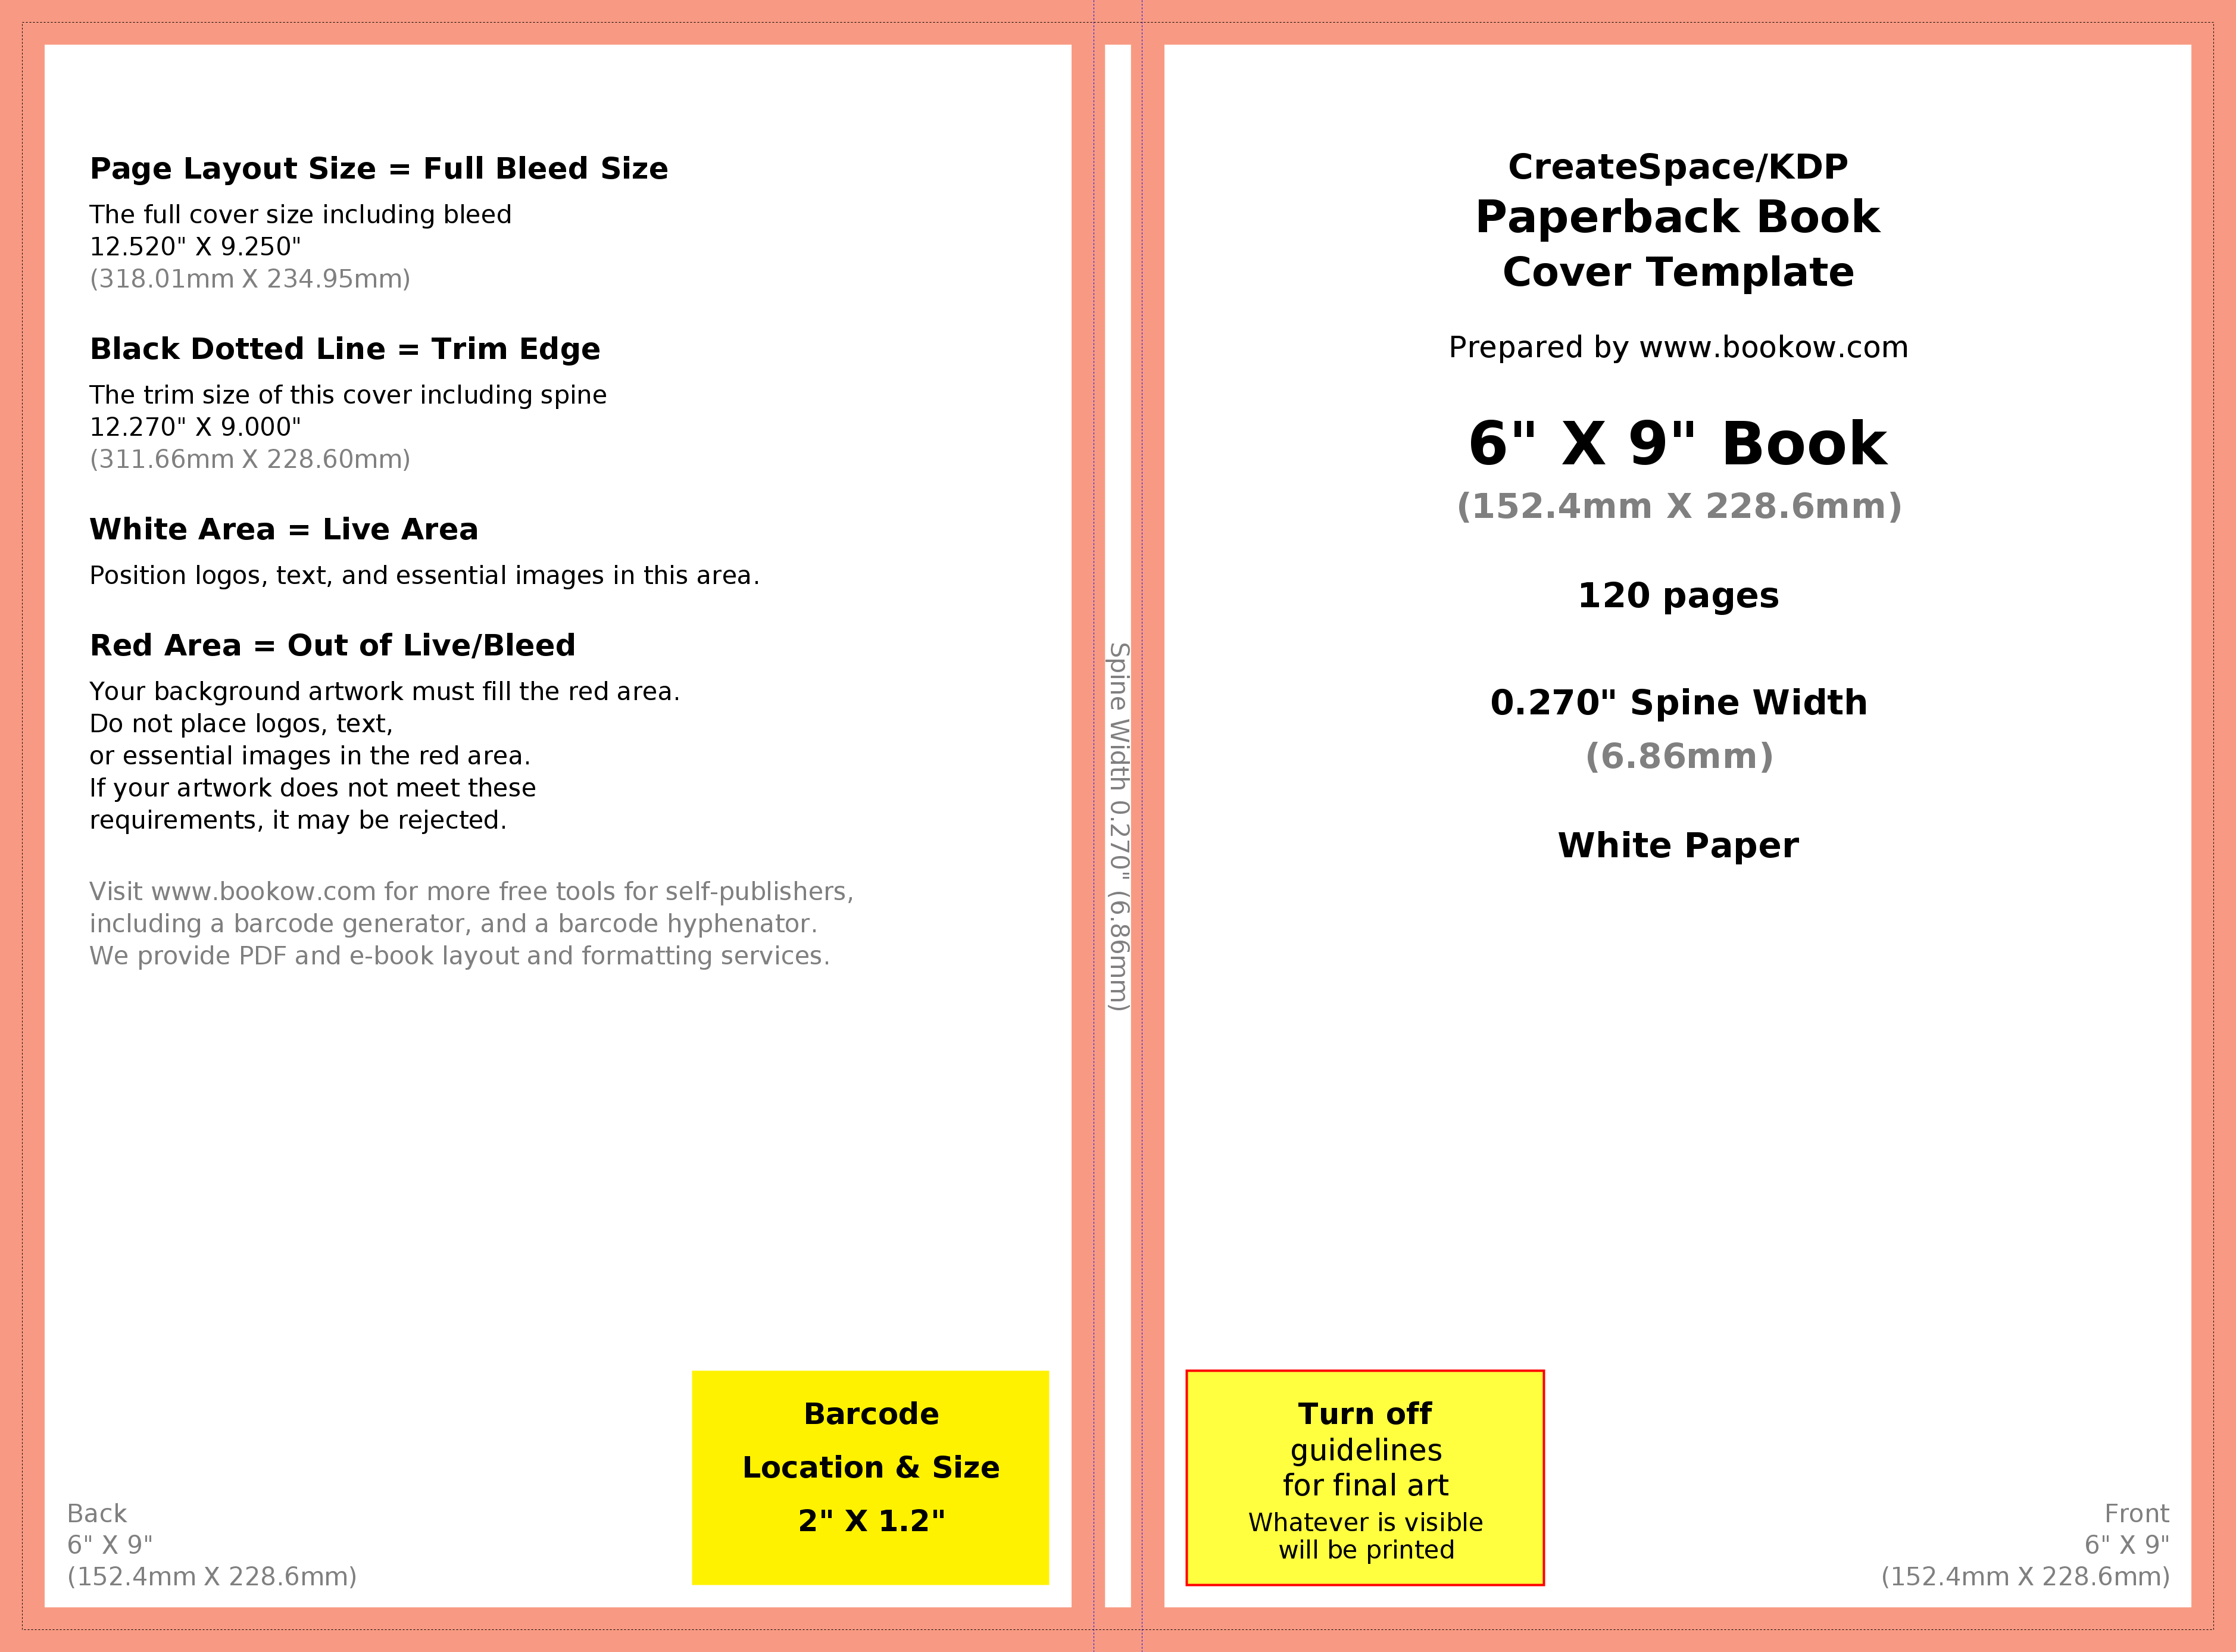 Page Layout Size = Full Bleed Size
The full cover size including bleed
12.520" X 9.250"
(318.01mm X 234.95mm)
Black Dotted Line = Trim Edge
The trim size of this cover including spine
12.270" X 9.000"
(311.66mm X 228.60mm)
White Area = Live Area
Position logos, text, and essential images in this area.
Red Area = Out of Live/Bleed
Your background artwork must fill the red area.
Do not place logos, text,
or essential images in the red area.
If your artwork does not meet these
requirements, it may be rejected.
Visit www.bookow.com for more free tools for self-publishers,
including a barcode generator, and a barcode hyphenator.
We provide PDF and e-book layout and formatting services.
Barcode
Location & Size
2" X 1.2"
Back
6" X 9"
(152.4mm X 228.6mm)
Spine Width 0.270" (6.86mm)
CreateSpace/KDP
Paperback Book
Cover Template
Prepared by www.bookow.com
6" X 9" Book
(152.4mm X 228.6mm)
120 pages
0.270" Spine Width
(6.86mm)
White Paper
Turn off
guidelines
for final art
Whatever is visible
will be printed
Front
6" X 9"
(152.4mm X 228.6mm)